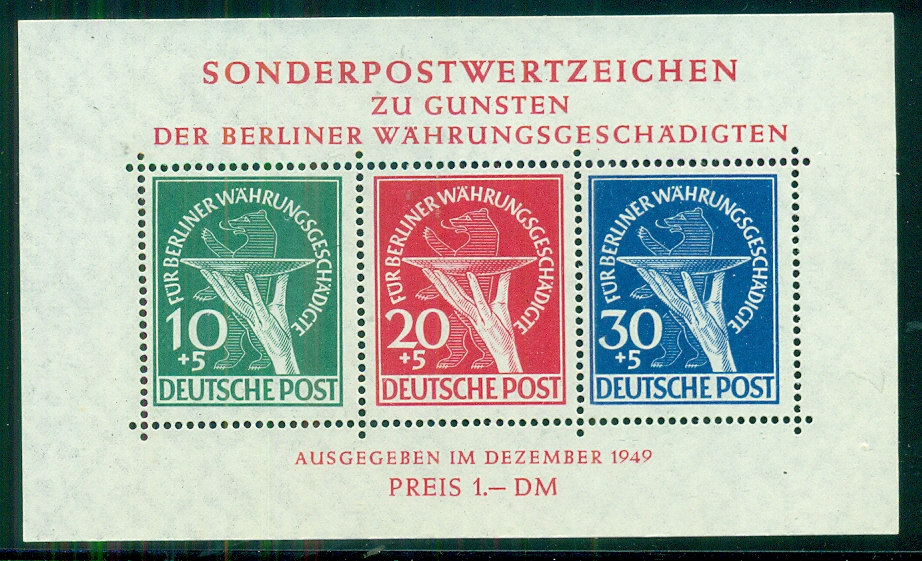 SONDERPOSTWERTZEICHEN
ZU GUNSTEN
DER BERLINER WÄHRUNGSGESCHÄDIGTEN
FÜR BERLINER WÄHRUNGSGESCHÄDIGTE
10
+5
DEUTSCHE POST
FÜR BERLINER WÄHRUNGSGESCHÄDIGTE
20
+5
DEUTSCHE POST
FÜR BERLINER WÄHRUNGSGESCHÄDIGTE
30
+5
DEUTSCHE POST
AUSGEGEBEN IM DEZEMBER 1949
PREIS 1.— DM